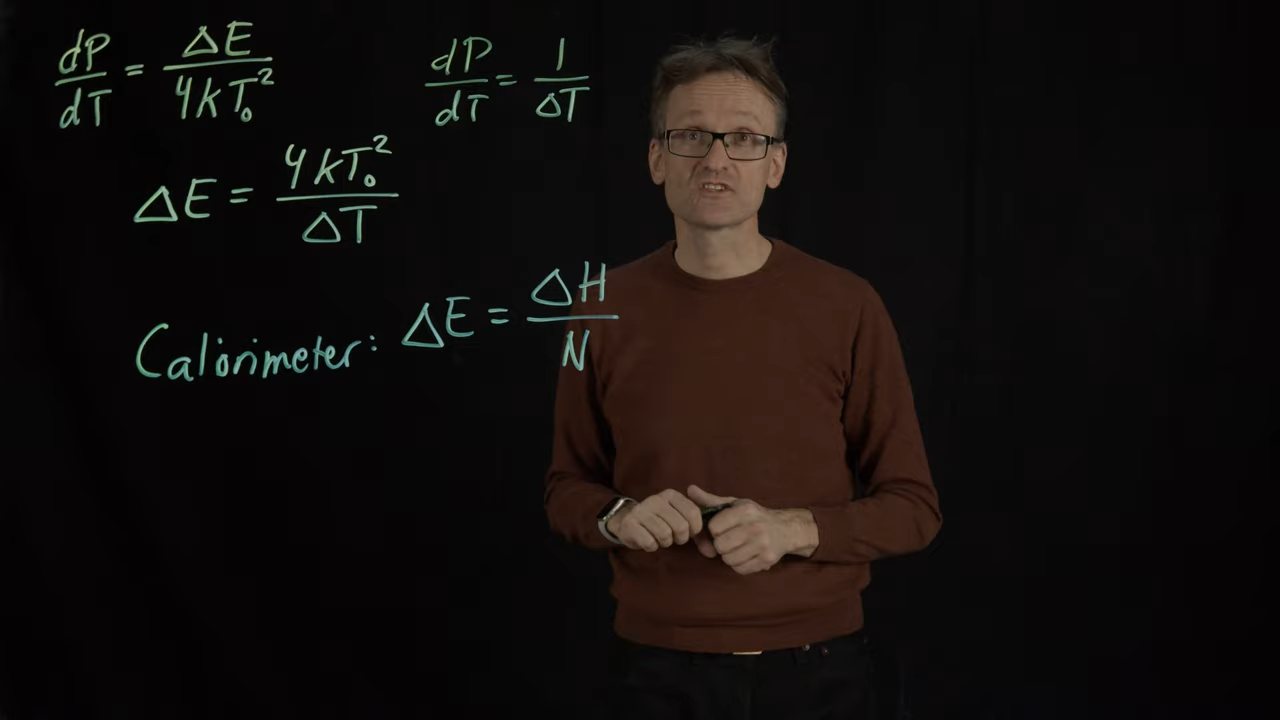 dP/dT = ΔE/4kT₀²
dP/dT = 1/ΔT
ΔE = 4kT₀²/ΔT
Calorimeter: ΔE = ΔH/N